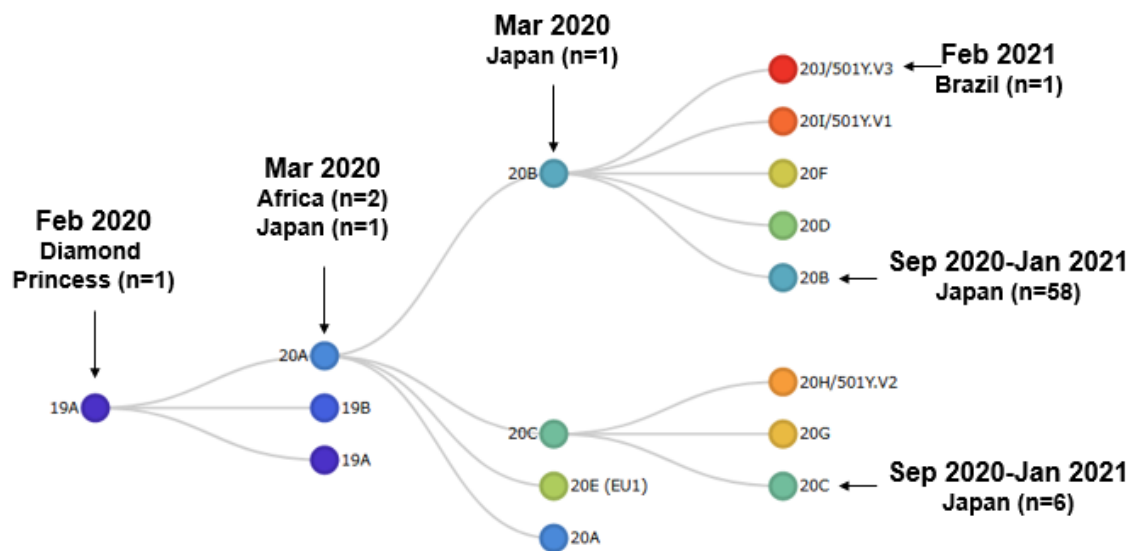 Mar 2020
Japan (n=1)
20J/501Y.V3
Feb 2021
Brazil (n=1)
20I/501Y.V1
Mar 2020
Africa (n=2)
Japan (n=1)
20B
20F
Feb 2020
Diamond
Princess (n=1)
20D
20B
Sep 2020-Jan 2021
Japan (n=58)
20A
19A
19B
19A
20C
20E (EU1)
20A
20H/501Y.V2
20G
20C
Sep 2020-Jan 2021
Japan (n=6)